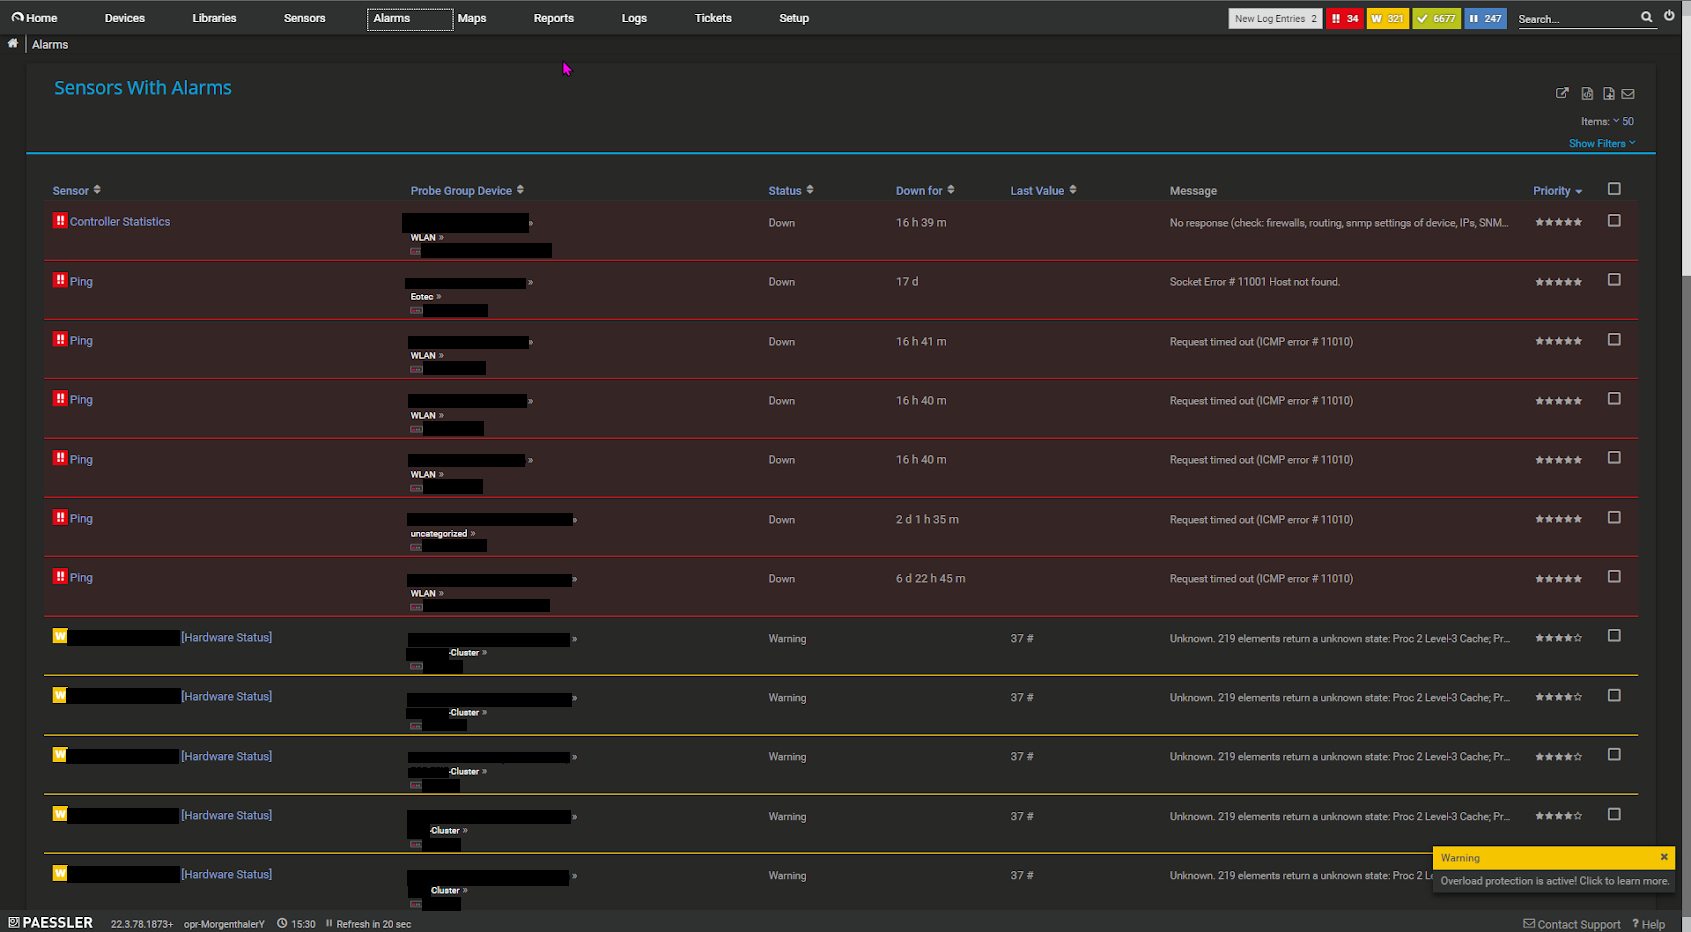 Home Devices Libraries Sensors Alarms Maps Reports Logs Tickets Setup New Log Entries 2 !! 34 W 321 6677 247 Search...
Alarms
Sensors With Alarms
Items: 50
Show Filters
Sensor Probe Group Device Status Down for Last Value Message Priority
!! Controller Statistics » Down 16 h 39 m No response (check: firewalls, routing, snmp settings of device, IPs, SNM...
WLAN »
!! Ping » Down 17 d Socket Error # 11001 Host not found.
Eotec »
!! Ping » Down 16 h 41 m Request timed out (ICMP error # 11010)
WLAN »
!! Ping » Down 16 h 40 m Request timed out (ICMP error # 11010)
WLAN »
!! Ping » Down 16 h 40 m Request timed out (ICMP error # 11010)
WLAN »
!! Ping » Down 2 d 1 h 35 m Request timed out (ICMP error # 11010)
uncategorized »
!! Ping » Down 6 d 22 h 45 m Request timed out (ICMP error # 11010)
WLAN »
W [Hardware Status] » Warning 37 # Unknown. 219 elements return a unknown state: Proc 2 Level-3 Cache; Pr...
-Cluster »
W [Hardware Status] » Warning 37 # Unknown. 219 elements return a unknown state: Proc 2 Level-3 Cache; Pr...
-Cluster »
W [Hardware Status] » Warning 37 # Unknown. 219 elements return a unknown state: Proc 2 Level-3 Cache; Pr...
-Cluster »
W [Hardware Status] » Warning 37 # Unknown. 219 elements return a unknown state: Proc 2 Level-3 Cache; Pr...
-Cluster »
W [Hardware Status] » Warning 37 # Unknown. 219 elements return a unknown state: Proc 2 L
Cluster »
Warning ×
Overload protection is active! Click to learn more.
PAESSLER 22.3.78.1873+ opr-MorgenthalerY 15:30 Refresh in 20 sec Contact Support ? Help